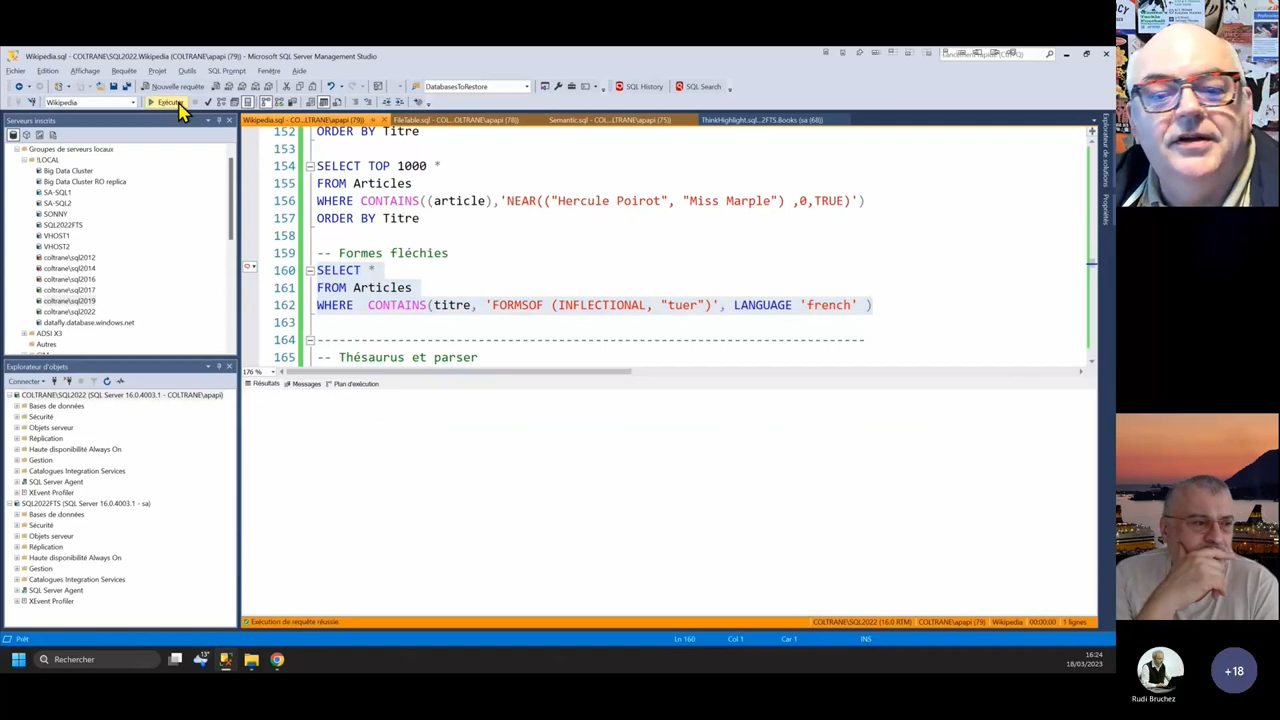 Wikipedia.sql - COLTRANE\SQL2022.Wikipedia (COLTRANE\apapi (79)) - Microsoft SQL Server Management Studio
Fichier Edition Affichage Requête Projet Outils SQL Prompt Fenêtre Aide
Nouvelle requête DatabasesToRestore SQL History SQL Search
Wikipedia Exécuter
Serveurs inscrits
Groupes de serveurs locaux
!LOCAL
Big Data Cluster
Big Data Cluster RO replica
SA-SQL1
SA-SQL2
SONNY
SQL2022FTS
VHOST1
VHOST2
coltrane\sql2012
coltrane\sql2014
coltrane\sql2016
coltrane\sql2017
coltrane\sql2019
coltrane\sql2022
datafly.database.windows.net
ADSI X3
Autres
Explorateur d'objets
Connecter
COLTRANE\SQL2022 (SQL Server 16.0.4003.1 - COLTRANE\apapi)
Bases de données
Sécurité
Objets serveur
Réplication
Haute disponibilité Always On
Gestion
Catalogues Integration Services
SQL Server Agent
XEvent Profiler
SQL2022FTS (SQL Server 16.0.4003.1 - sa)
Bases de données
Sécurité
Objets serveur
Réplication
Haute disponibilité Always On
Gestion
Catalogues Integration Services
SQL Server Agent
XEvent Profiler
Wikipedia.sql - CO...LTRANE\apapi (79)) FileTable.sql - COL...OLTRANE\apapi (78)) Semantic.sql - COL...LTRANE\apapi (75)) ThinkHighlight.sql...2FTS.Books (sa (68))
152 ORDER BY Titre
153
154 SELECT TOP 1000 *
155 FROM Articles
156 WHERE CONTAINS((article),'NEAR(("Hercule Poirot", "Miss Marple") ,0,TRUE)')
157 ORDER BY Titre
158
159 -- Formes fléchies
160 SELECT *
161 FROM Articles
162 WHERE CONTAINS(titre, 'FORMSOF (INFLECTIONAL, "tuer")', LANGUAGE 'french' )
163
164 ----------------------------------------------------------------------
165 -- Thésaurus et parser
176 %
Résultats Messages Plan d'exécution
Exécution de requête réussie. COLTRANE\SQL2022 (16.0 RTM) COLTRANE\apapi (79) Wikipedia 00:00:00 1 lignes
Prêt Ln 160 Col 1 Car 1 INS
Explorateur de solutions
Propriétés
Rechercher
13°
16:24
18/03/2023
Rudi Bruchez
+18